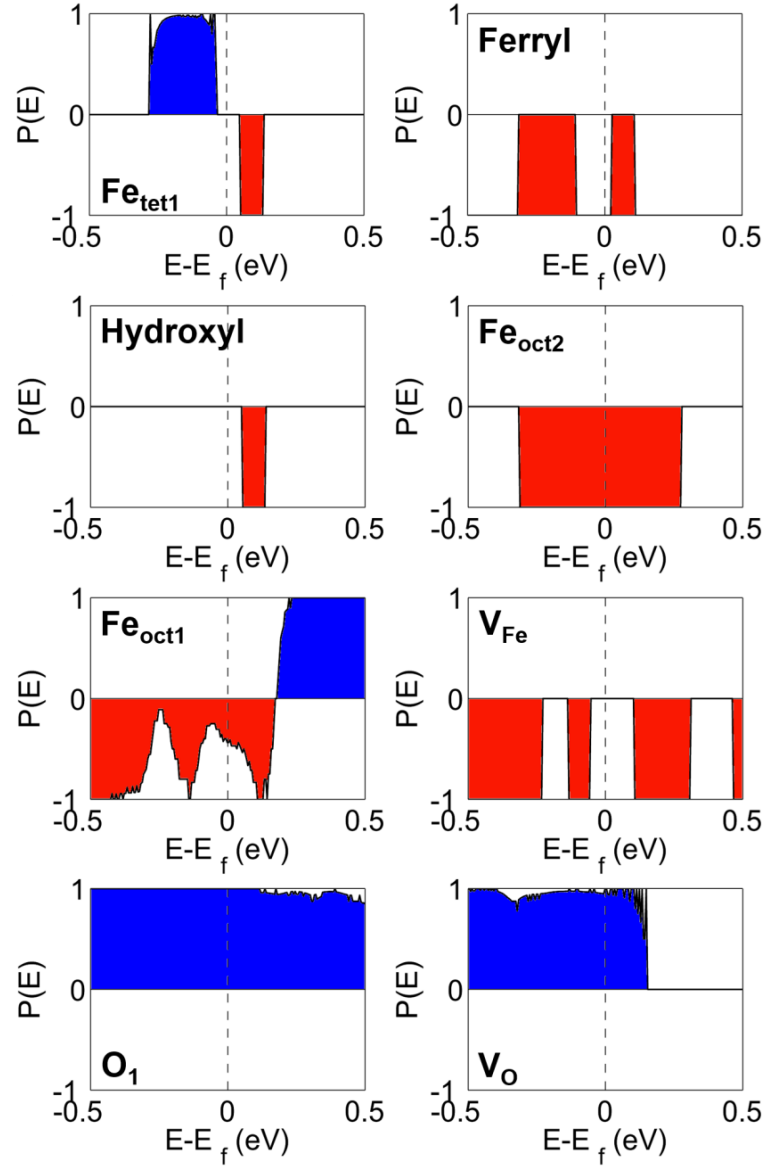 1
P(E)
0
Fe_tet1
-1
-0.5 0 0.5
E-E_f (eV)
1
Ferryl
P(E)
0
-1
-0.5 0 0.5
E-E_f (eV)
1
Hydroxyl
P(E)
0
-1
-0.5 0 0.5
E-E_f (eV)
1
Fe_oct2
P(E)
0
-1
-0.5 0 0.5
E-E_f (eV)
1
Fe_oct1
P(E)
0
-1
-0.5 0 0.5
E-E_f (eV)
1
V_Fe
P(E)
0
-1
-0.5 0 0.5
E-E_f (eV)
1
P(E)
0
O_1
-1
-0.5 0 0.5
E-E_f (eV)
1
P(E)
0
V_O
-1
-0.5 0 0.5
E-E_f (eV)